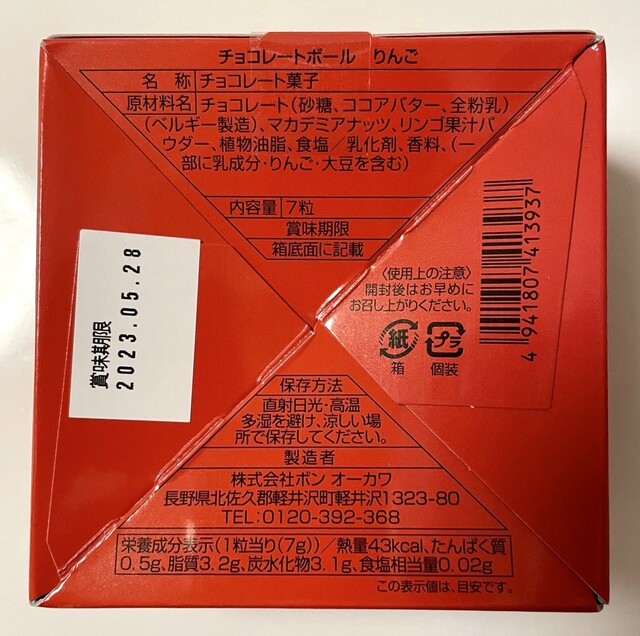 チョコレートボール りんご
名 称 チョコレート菓子
原材料名 チョコレート(砂糖、ココアバター、全粉乳)
(ベルギー製造)、マカデミアナッツ、リンゴ果汁パ
ウダー、植物油脂、食塩/乳化剤、香料、(一
部に乳成分・りんご・大豆を含む)
内容量 7粒
賞味期限
箱底面に記載
賞味期限
2023.05.28
〈使用上の注意〉
開封後はお早めに
お召し上がりください。
紙 プラ
箱 個装
4 941807 413937
保存方法
直射日光・高温
多湿を避け、涼しい場
所で保存してください。
製造者
株式会社ボン オーカワ
長野県北佐久郡軽井沢町軽井沢1323-80
TEL:0120-392-368
栄養成分表示(1粒当り(7g))/熱量43kcal、たんぱく質
0.5g、脂質3.2g、炭水化物3.1g、食塩相当量0.02g
この表示値は、目安です。